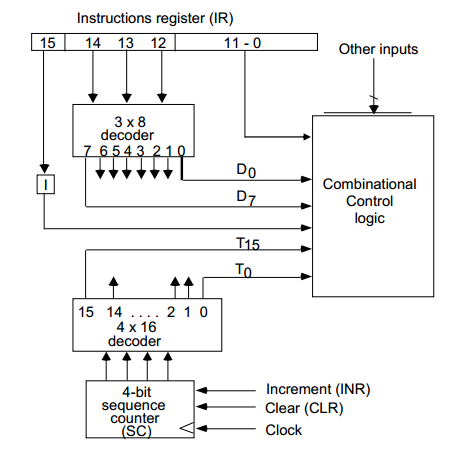 Instructions register (IR)
15 14 13 12 11 - 0
Other inputs
3 x 8
decoder
7 6 5 4 3 2 1 0
D0
I
D7
Combinational
Control
logic
T15
T0
15 14 .... 2 1 0
4 x 16
decoder
4-bit
sequence
counter
(SC)
Increment (INR)
Clear (CLR)
Clock